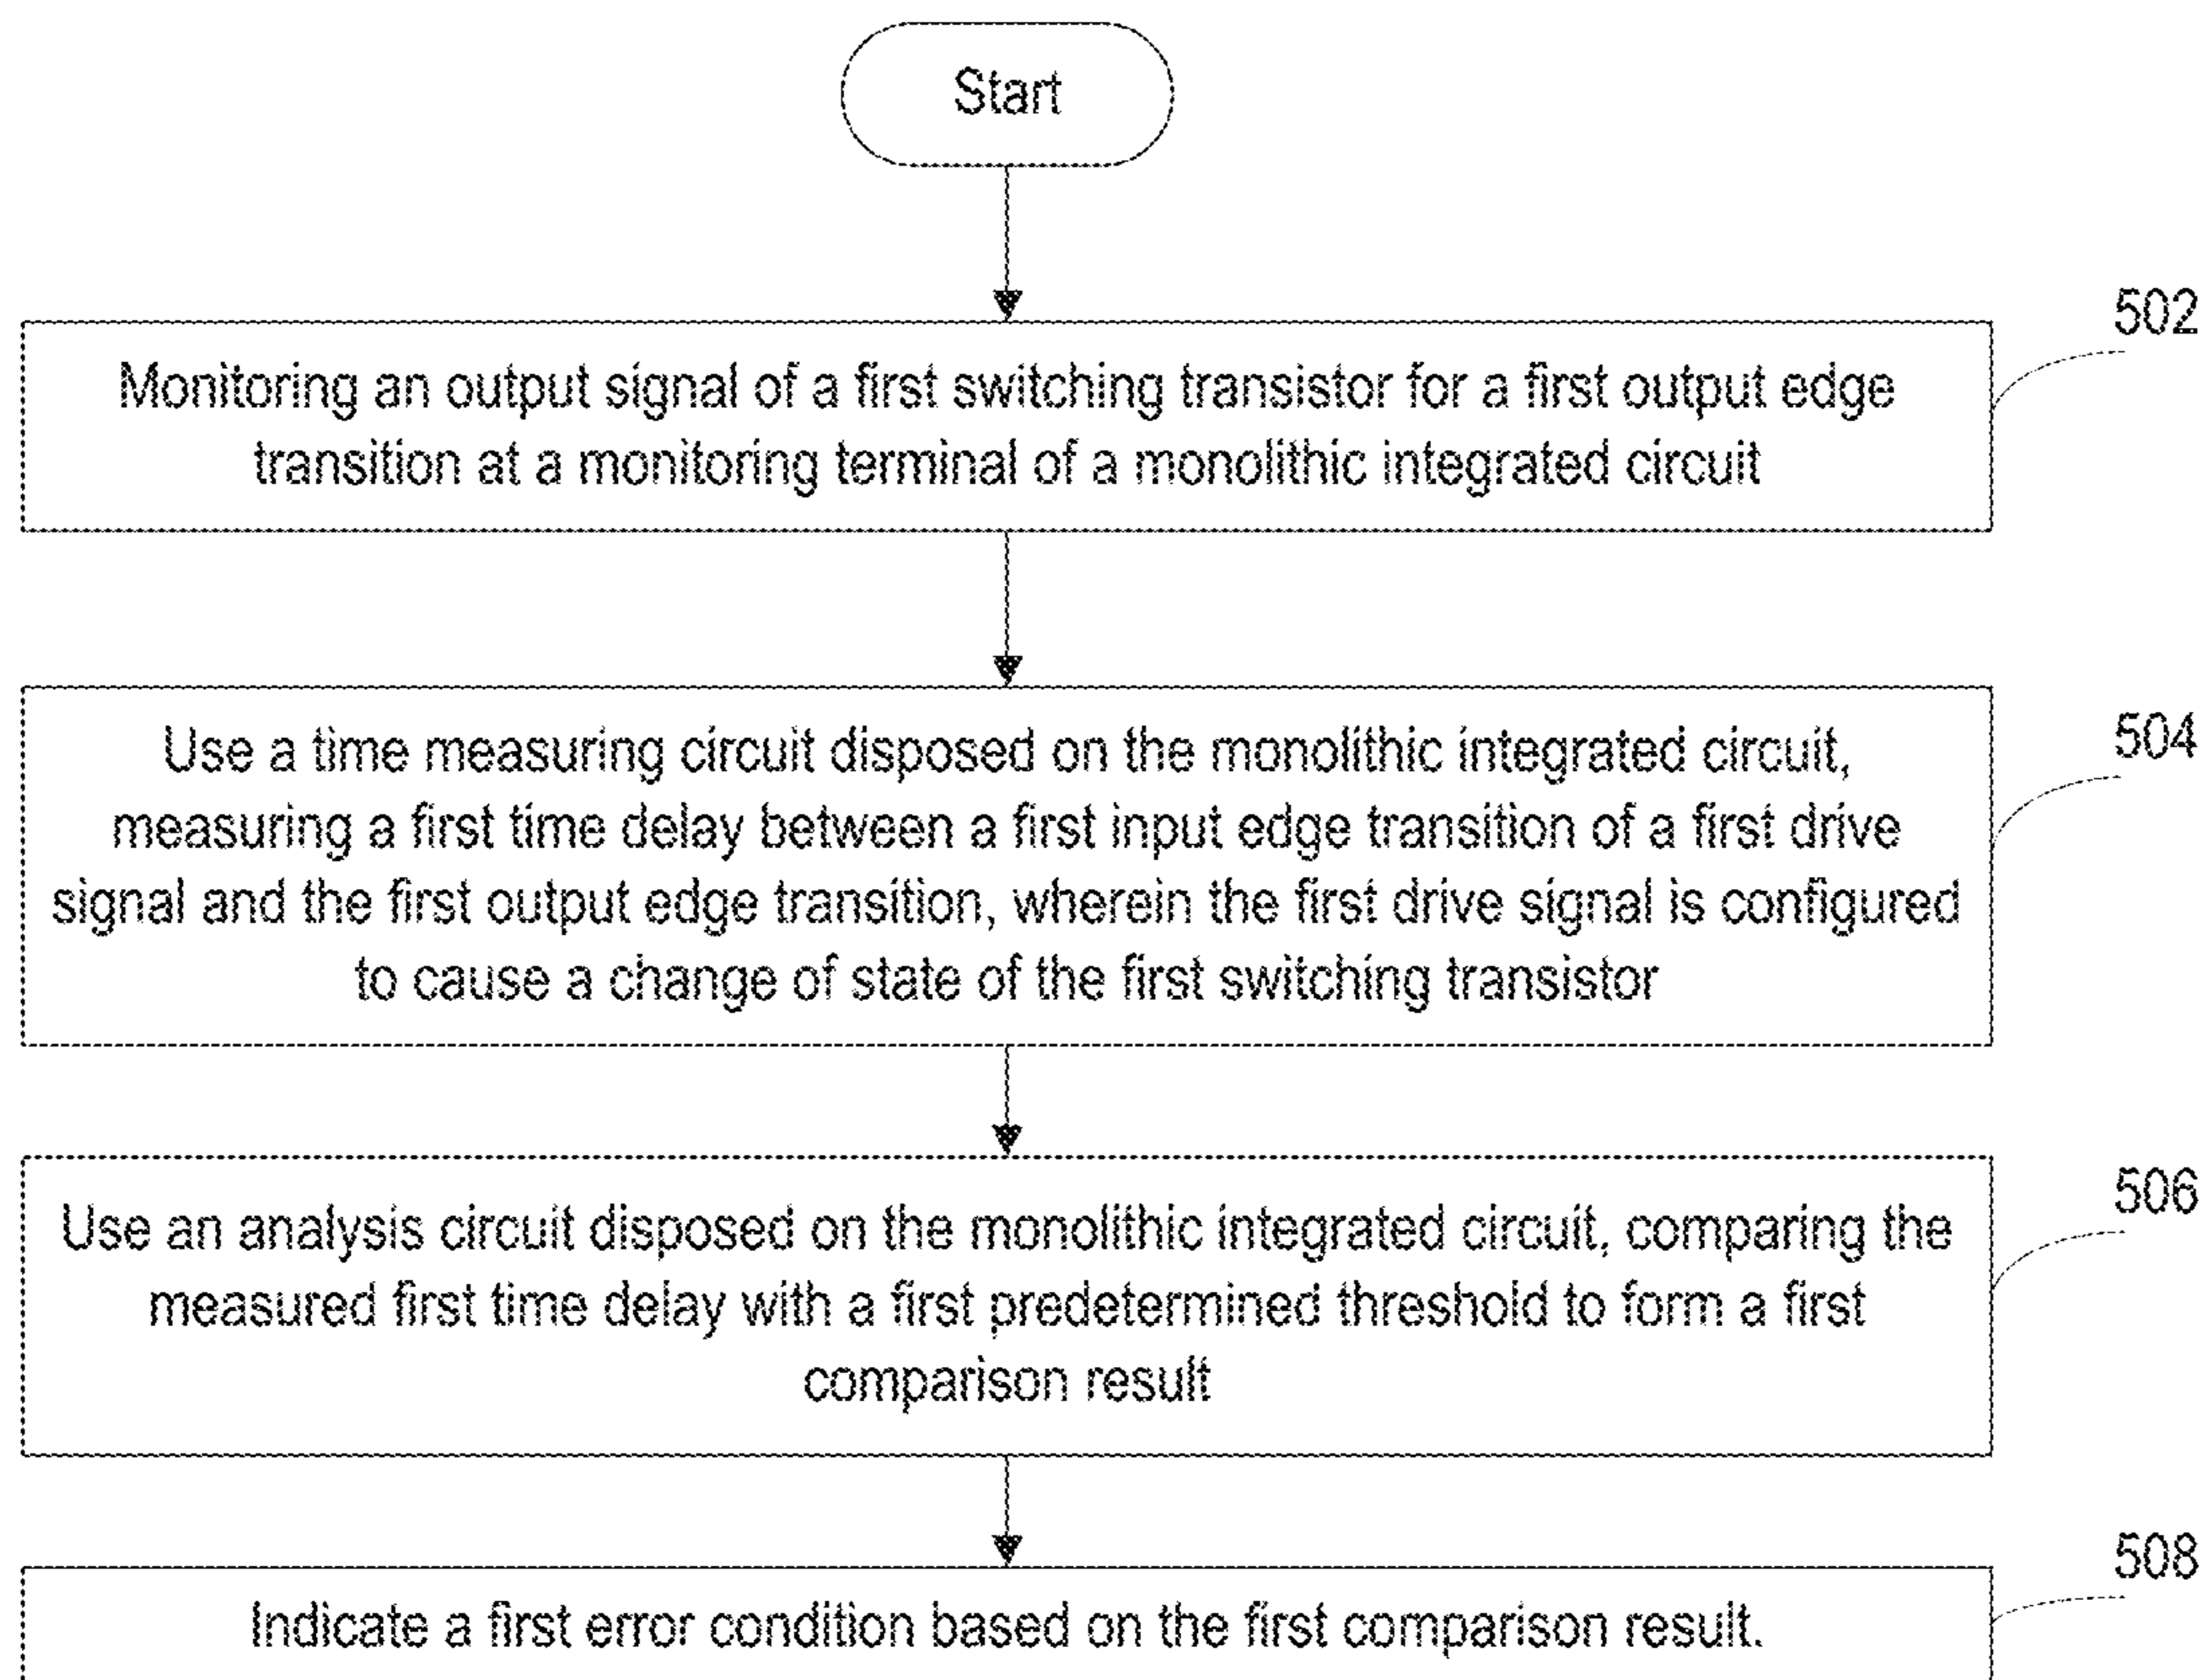 Start
502
Monitoring an output signal of a first switching transistor for a first output edge
transition at a monitoring terminal of a monolithic integrated circuit
504
Use a time measuring circuit disposed on the monolithic integrated circuit,
measuring a first time delay between a first input edge transition of a first drive
signal and the first output edge transition, wherein the first drive signal is configured
to cause a change of state of the first switching transistor
506
Use an analysis circuit disposed on the monolithic integrated circuit, comparing the
measured first time delay with a first predetermined threshold to form a first
comparison result
508
Indicate a first error condition based on the first comparison result.